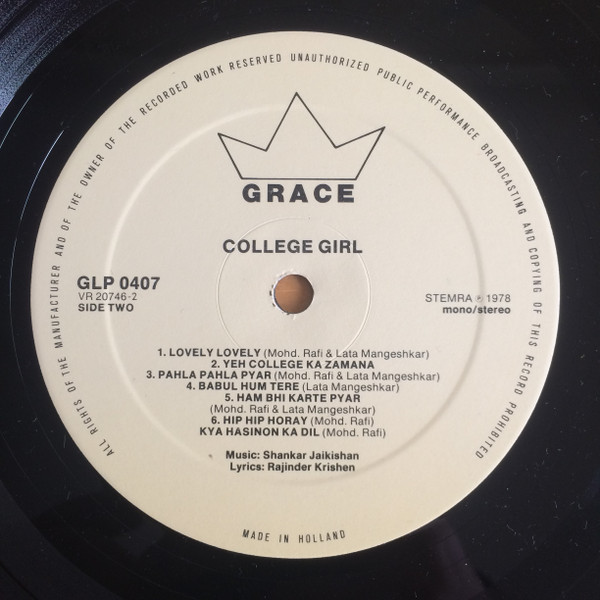 ALL RIGHTS OF THE MANUFACTURER AND OF THE OWNER OF THE RECORDED WORK RESERVED UNAUTHORIZED PUBLIC PERFORMANCE BROADCASTING AND COPYING OF THIS RECORD PROHIBITED
GRACE
COLLEGE GIRL
GLP 0407
VR 20746-2
SIDE TWO
STEMRA ℗ 1978
mono/stereo
1. LOVELY LOVELY (Mohd. Rafi & Lata Mangeshkar)
2. YEH COLLEGE KA ZAMANA
3. PAHLA PAHLA PYAR (Mohd. Rafi & Lata Mangeshkar)
4. BABUL HUM TERE (Lata Mangeshkar)
5. HAM BHI KARTE PYAR
(Mohd. Rafi & Lata Mangeshkar)
6. HIP HIP HORAY (Mohd. Rafi)
KYA HASINON KA DIL (Mohd. Rafi)
Music: Shankar Jaikishan
Lyrics: Rajinder Krishen
MADE IN HOLLAND